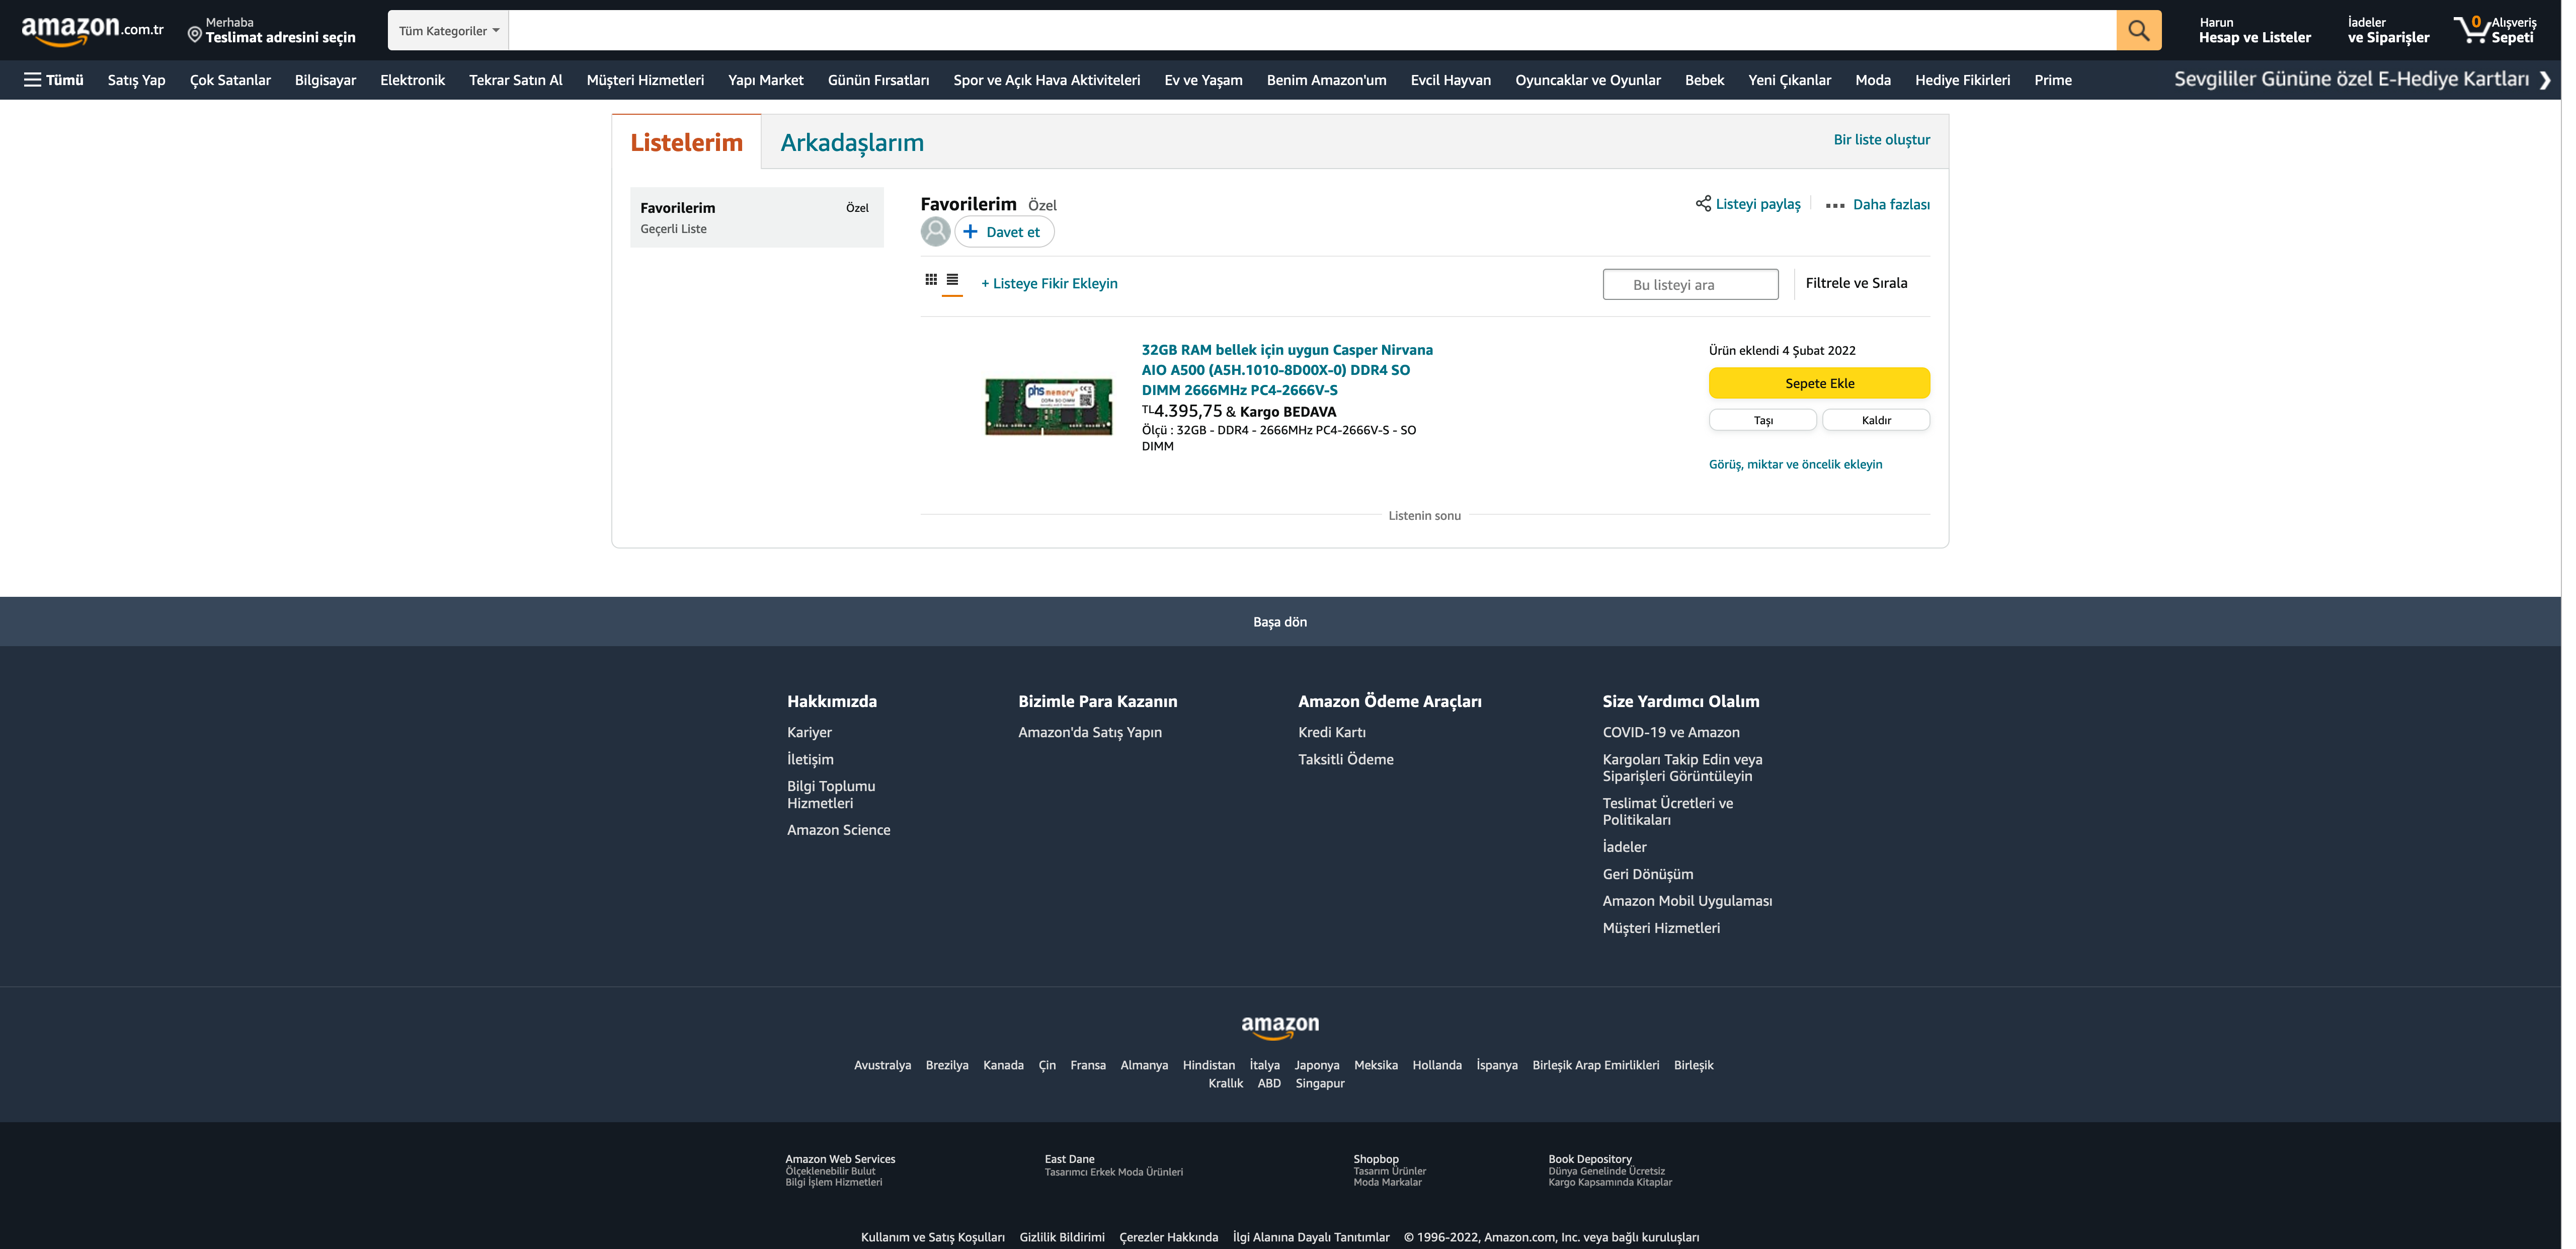 amazon.com.tr
Merhaba
Teslimat adresini seçin
Tüm Kategoriler
Harun
Hesap ve Listeler
İadeler
ve Siparişler
0
Alışveriş
Sepeti
Tümü Satış Yap Çok Satanlar Bilgisayar Elektronik Tekrar Satın Al Müşteri Hizmetleri Yapı Market Günün Fırsatları Spor ve Açık Hava Aktiviteleri Ev ve Yaşam Benim Amazon'um Evcil Hayvan Oyuncaklar ve Oyunlar Bebek Yeni Çıkanlar Moda Hediye Fikirleri Prime Sevgililer Gününe özel E-Hediye Kartları
Listelerim Arkadaşlarım Bir liste oluştur
Favorilerim Özel
Geçerli Liste
Favorilerim Özel
Listeyi paylaş Daha fazlası
+ Davet et
+ Listeye Fikir Ekleyin
Bu listeyi ara
Filtrele ve Sırala
phs memory
32GB RAM bellek için uygun Casper Nirvana
AIO A500 (A5H.1010-8D00X-0) DDR4 SO
DIMM 2666MHz PC4-2666V-S
TL4.395,75 & Kargo BEDAVA
Ölçü : 32GB - DDR4 - 2666MHz PC4-2666V-S - SO
DIMM
Ürün eklendi 4 Şubat 2022
Sepete Ekle
Taşı Kaldır
Görüş, miktar ve öncelik ekleyin
Listenin sonu
Başa dön
Hakkımızda
Kariyer
İletişim
Bilgi Toplumu
Hizmetleri
Amazon Science
Bizimle Para Kazanın
Amazon'da Satış Yapın
Amazon Ödeme Araçları
Kredi Kartı
Taksitli Ödeme
Size Yardımcı Olalım
COVID-19 ve Amazon
Kargoları Takip Edin veya
Siparişleri Görüntüleyin
Teslimat Ücretleri ve
Politikaları
İadeler
Geri Dönüşüm
Amazon Mobil Uygulaması
Müşteri Hizmetleri
amazon
Avustralya Brezilya Kanada Çin Fransa Almanya Hindistan İtalya Japonya Meksika Hollanda İspanya Birleşik Arap Emirlikleri Birleşik
Krallık ABD Singapur
Amazon Web Services
Ölçeklenebilir Bulut
Bilgi İşlem Hizmetleri
East Dane
Tasarımcı Erkek Moda Ürünleri
Shopbop
Tasarım Ürünler
Moda Markalar
Book Depository
Dünya Genelinde Ücretsiz
Kargo Kapsamında Kitaplar
Kullanım ve Satış Koşulları Gizlilik Bildirimi Çerezler Hakkında İlgi Alanına Dayalı Tanıtımlar © 1996-2022, Amazon.com, Inc. veya bağlı kuruluşları